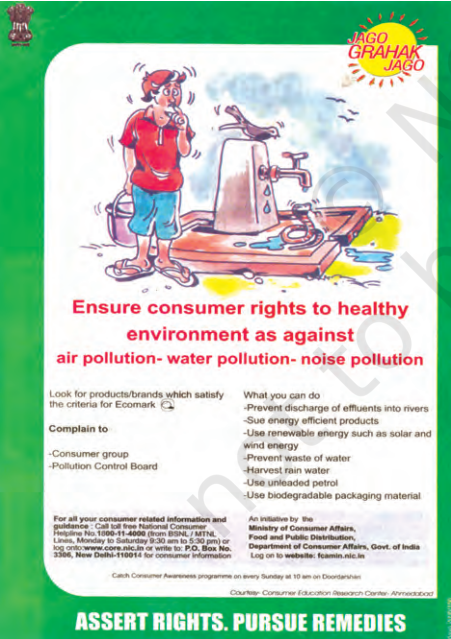 JAGO
GRAHAK
JAGO
Ensure consumer rights to healthy
environment as against
air pollution- water pollution- noise pollution
Look for products/brands which satisfy
the criteria for Ecomark
Complain to
-Consumer group
-Pollution Control Board
What you can do
-Prevent discharge of effluents into rivers
-Sue energy efficient products
-Use renewable energy such as solar and
wind energy
-Prevent waste of water
-Harvest rain water
-Use unleaded petrol
-Use biodegradable packaging material
For all your consumer related information and
guidance : Call toll free National Consumer
Helpline No.1800-11-4000 (from BSNL / MTNL
Lines, Monday to Saturday 9:30 am to 5:30 pm) or
log onto:www.core.nic.in or write to: P.O. Box No.
3306, New Delhi-110014 for consumer information
An initiative by the
Ministry of Consumer Affairs,
Food and Public Distribution,
Department of Consumer Affairs, Govt. of India
Log on to website: fcamin.nic.in
Catch Consumer Awareness programme on every Sunday at 10 am on Doordarshan
Courtesy- Consumer Education Research Center- Ahmedabad
ASSERT RIGHTS. PURSUE REMEDIES
not to b